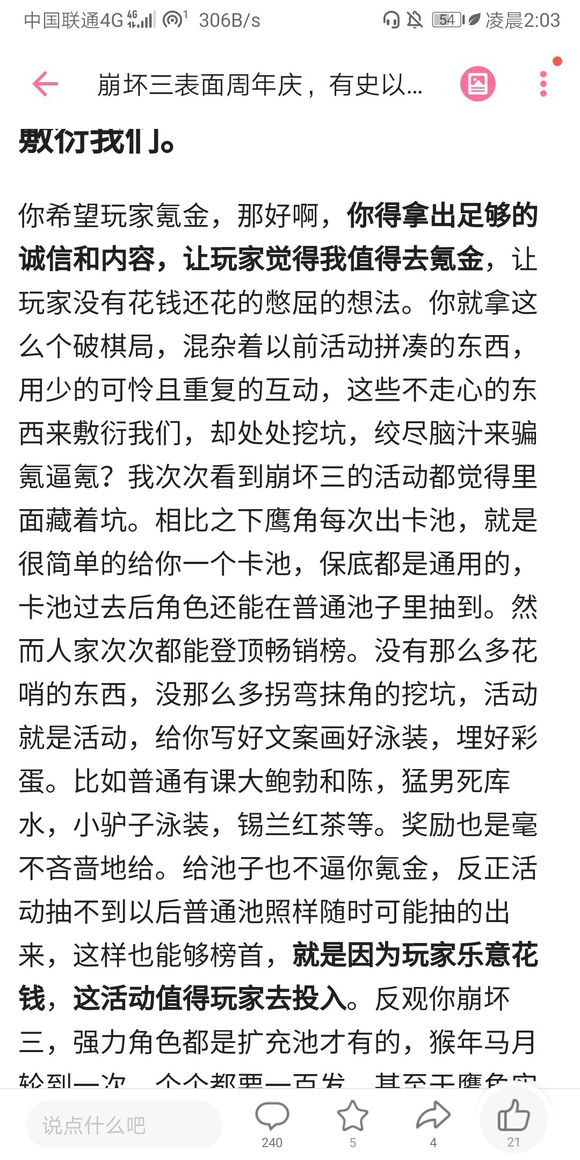 中国联通4G 4G 1 306B/s 54 凌晨2:03
崩坏三表面周年庆，有史以...
敷衍我们。
你希望玩家氪金，那好啊，你得拿出足够的
诚信和内容，让玩家觉得我值得去氪金，让
玩家没有花钱还花的憋屈的想法。你就拿这
么个破棋局，混杂着以前活动拼凑的东西，
用少的可怜且重复的互动，这些不走心的东
西来敷衍我们，却处处挖坑，绞尽脑汁来骗
氪逼氪？我次次看到崩坏三的活动都觉得里
面藏着坑。相比之下鹰角每次出卡池，就是
很简单的给你一个卡池，保底都是通用的，
卡池过去后角色还能在普通池子里抽到。然
而人家次次都能登顶畅销榜。没有那么多花
哨的东西，没那么多拐弯抹角的挖坑，活动
就是活动，给你写好文案画好泳装，埋好彩
蛋。比如普通有课大鲍勃和陈，猛男死库
水，小驴子泳装，锡兰红茶等。奖励也是毫
不吝啬地给。给池子也不逼你氪金，反正活
动抽不到以后普通池照样随时可能抽的出
来，这样也能够榜首，就是因为玩家乐意花
钱，这活动值得玩家去投入。反观你崩坏
三，强力角色都是扩充池才有的，猴年马月
轮到一次，个个都要一百发，甚至于鹰角实
说点什么吧
240
5
4
21